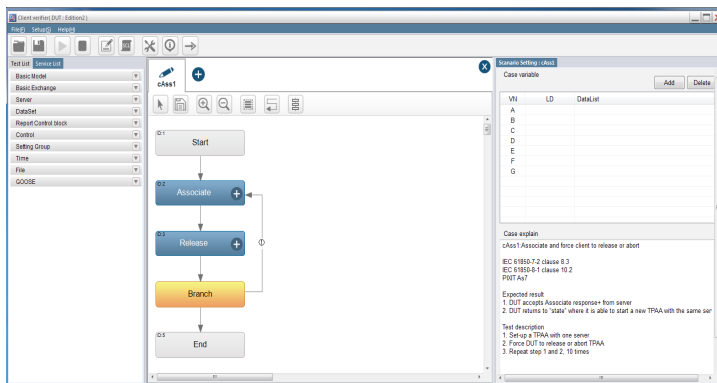 Client verifier( DUT : Edition2 )
File(F) Setup(S) Help(H)
Test List Service List
Basic Model
Basic Exchange
Server
DataSet
Report Control block
Control
Setting Group
Time
File
GOOSE
cAss1
X
ID:1
Start
ID:2
Associate
ID:3
Release
Branch
ID:5
End
Scanario Setting : cAss1
Case variable
Add Delete
VN LD DataList
A
B
C
D
E
F
G
Case explain
cAss1:Associate and force client to release or abort
IEC 61850-7-2 clause 8.3
IEC 61850-8-1 clause 10.2
PIXIT As7
Expected result
1. DUT accepts Associate response+ from server
2. DUT returns to "state" where it is able to start a new TPAA with the same ser
Test description
1. Set-up a TPAA with one server
2. Force DUT to release or abort TPAA
3. Repeat step 1 and 2, 10 times